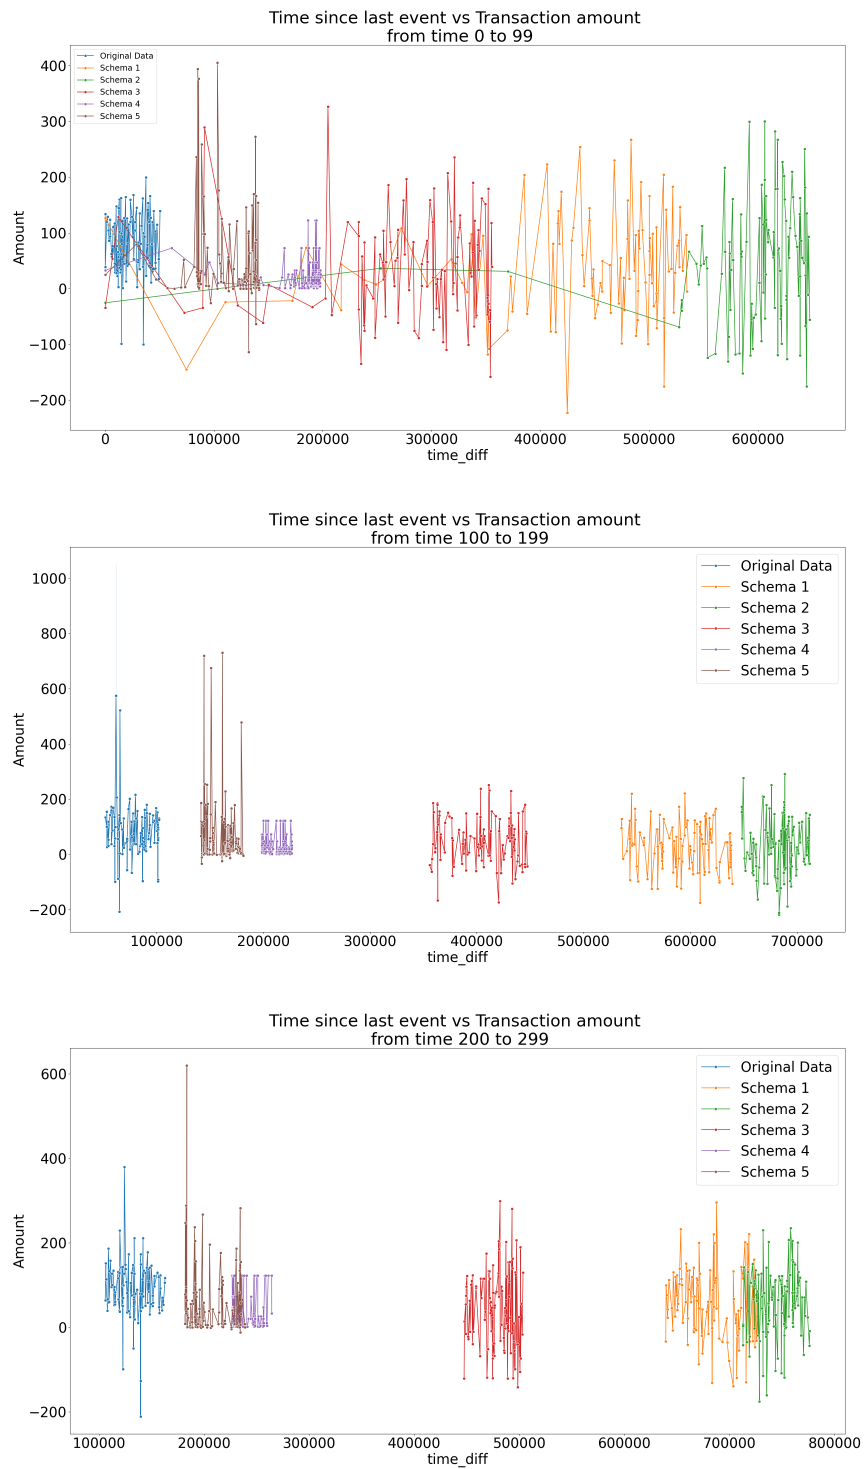 Time since last event vs Transaction amount
from time 0 to 99
Original Data
Schema 1
Schema 2
Schema 3
Schema 4
Schema 5
400
300
200
100
0
−100
−200
Amount
0 100000 200000 300000 400000 500000 600000
time_diff
Time since last event vs Transaction amount
from time 100 to 199
Original Data
Schema 1
Schema 2
Schema 3
Schema 4
Schema 5
1000
800
600
400
200
0
−200
Amount
100000 200000 300000 400000 500000 600000 700000
time_diff
Time since last event vs Transaction amount
from time 200 to 299
Original Data
Schema 1
Schema 2
Schema 3
Schema 4
Schema 5
600
400
200
0
−200
Amount
100000 200000 300000 400000 500000 600000 700000 800000
time_diff